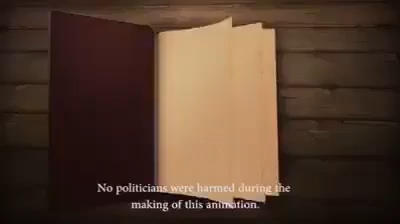 No politicians were harmed during the
making of this animation.